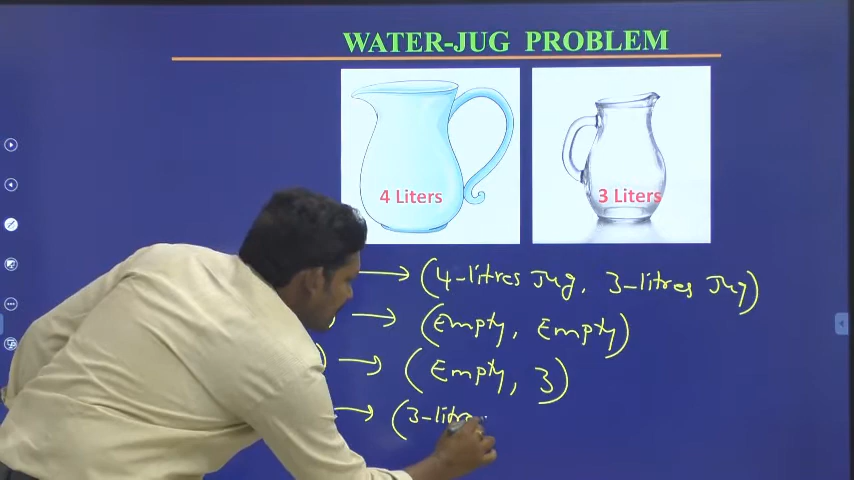 WATER-JUG PROBLEM
4 Liters
3 Liters
→ (4-litres Jug, 3-litres Jug)
) → (Empty, Empty)
) → (Empty, 3)
→ (3-litre